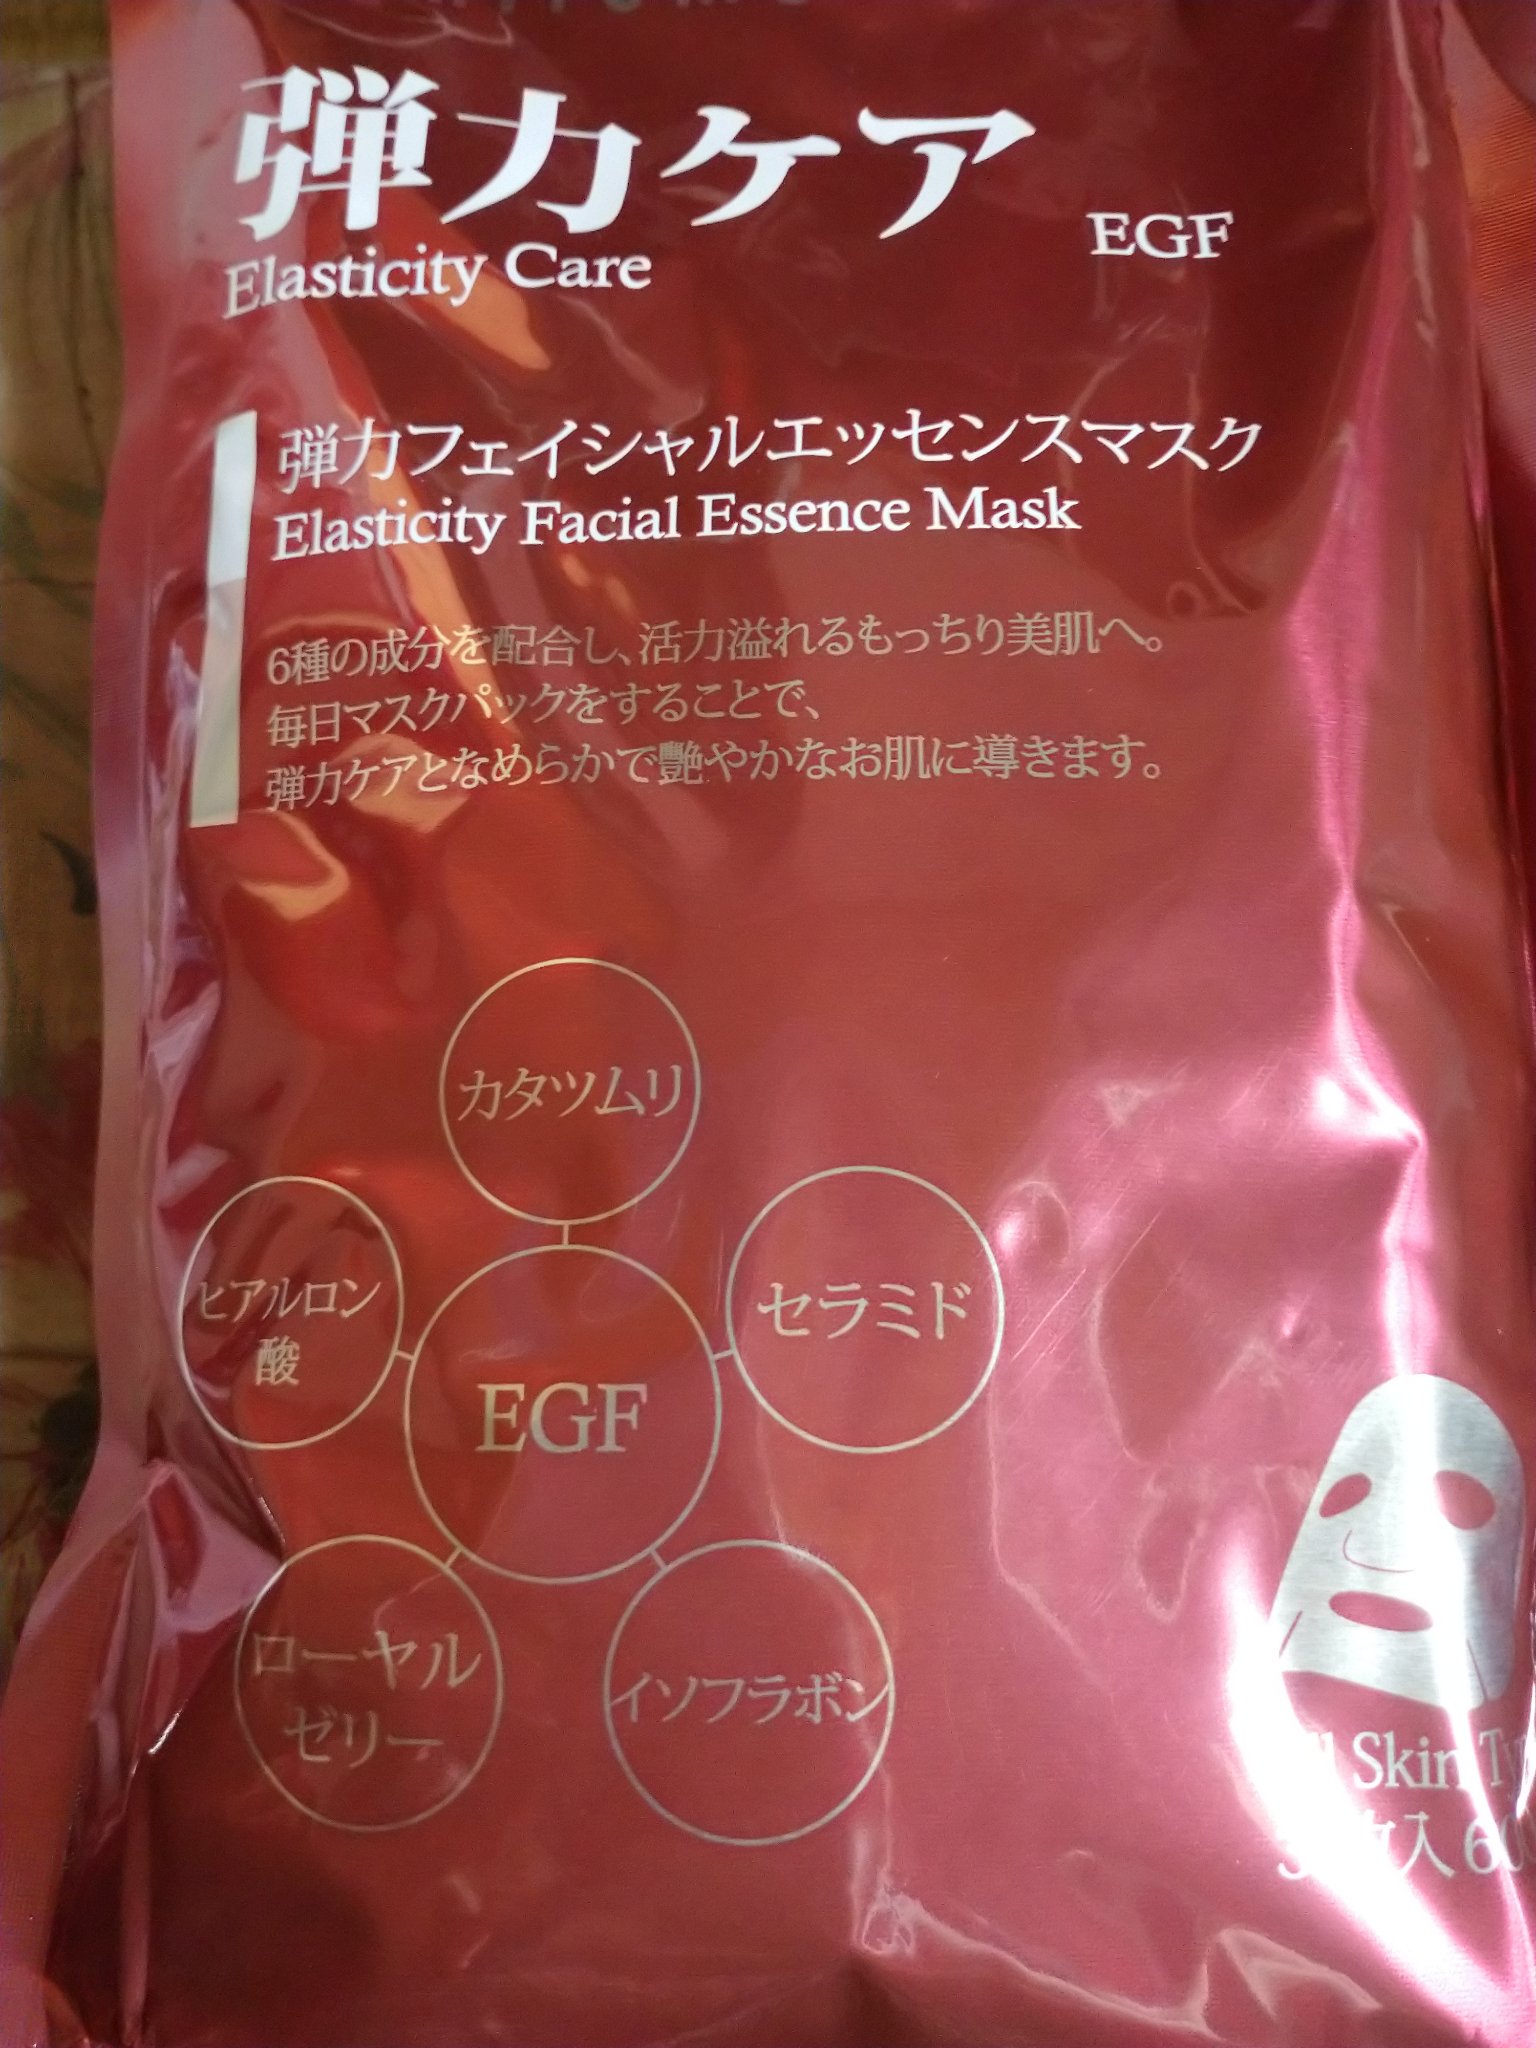 弾力ケア
EGF
Elasticity Care
弾力フェイシャルエッセンスマスク
Elasticity Facial Essence Mask
6種の成分を配合し、活力溢れるもっちり美肌へ。
毎日マスクパックをすることで、
弾力ケアとなめらかで艶やかなお肌に導きます。
カタツムリ
ヒアルロン
酸
セラミド
EGF
ローヤル
ゼリー
イソフラボン
Skin